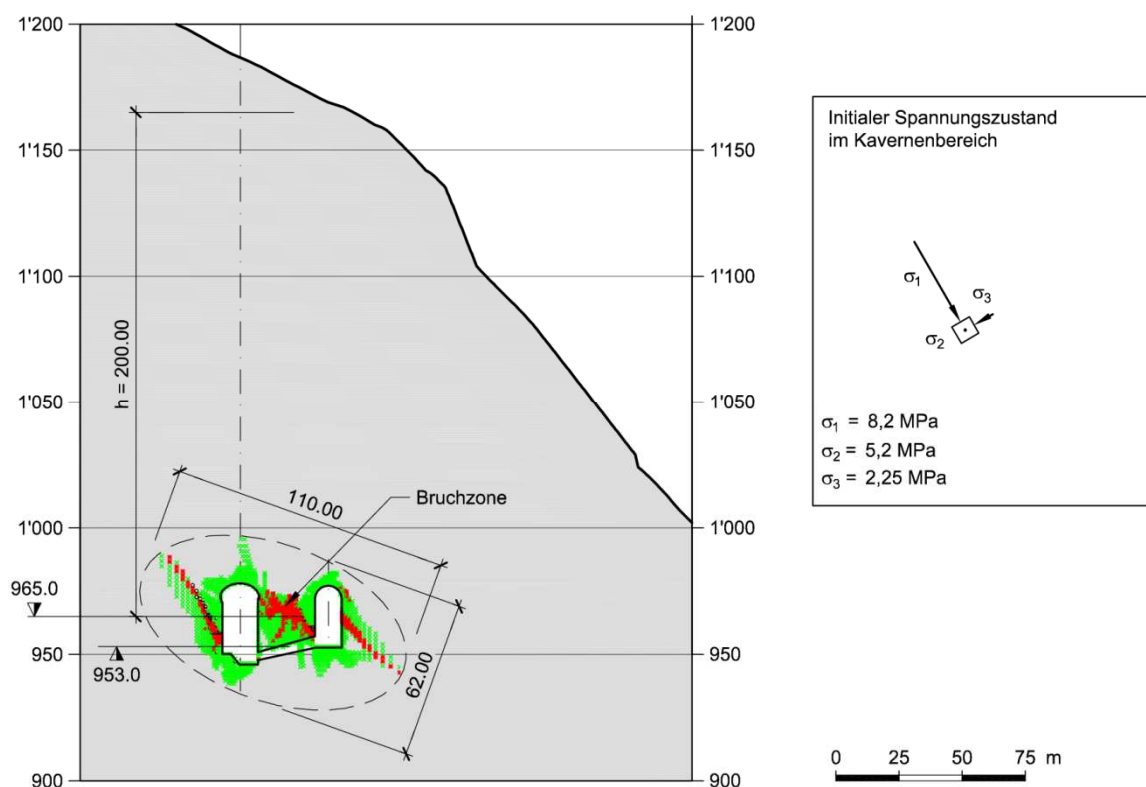 1'200
1'150
1'100
1'050
1'000
950
900
1'200
1'150
1'100
1'050
1'000
950
900
h = 200.00
110.00
Bruchzone
965.0
953.0
62.00
Initialer Spannungszustand
im Kavernenbereich
σ1
σ3
σ2
σ1 = 8,2 MPa
σ2 = 5,2 MPa
σ3 = 2,25 MPa
0 25 50 75 m